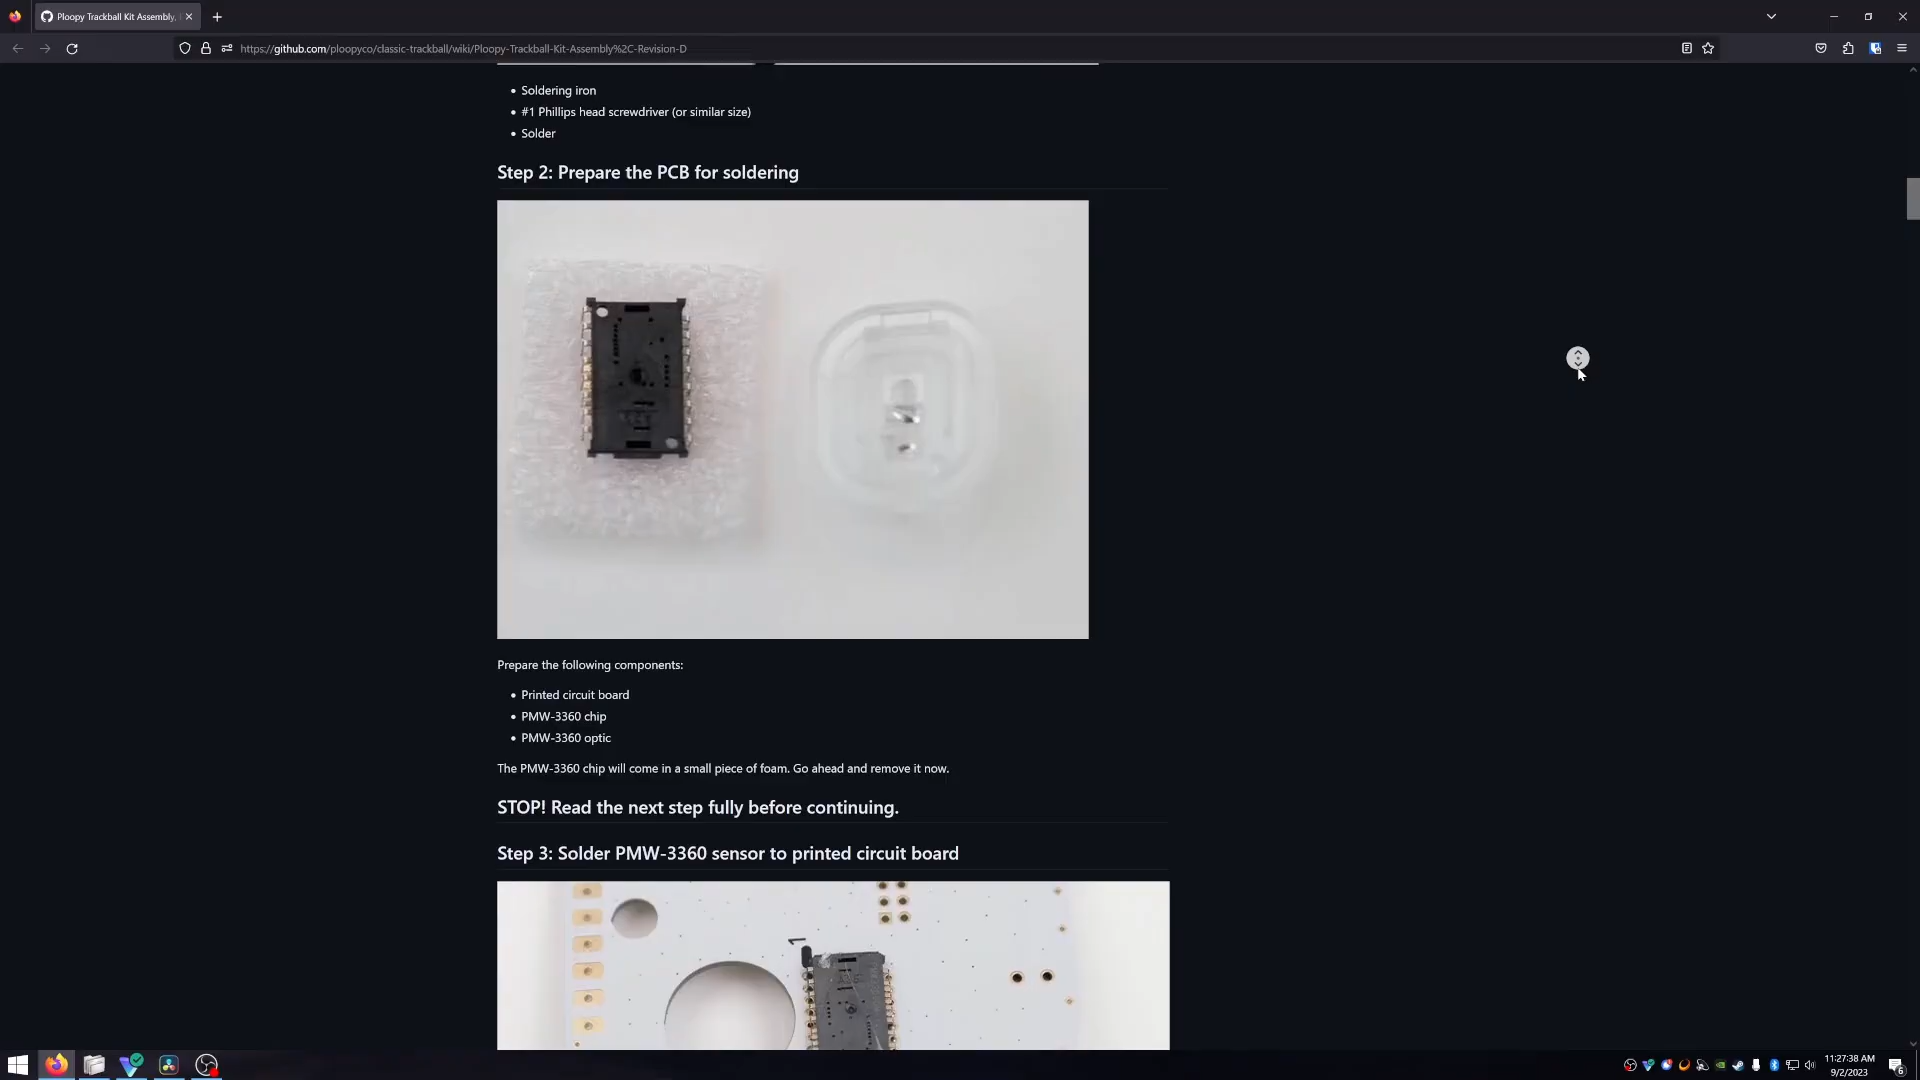 Ploopy Trackball Kit Assembly,
https://github.com/ploopyco/classic-trackball/wiki/Ploopy-Trackball-Kit-Assembly%2C-Revision-D
Soldering iron
#1 Phillips head screwdriver (or similar size)
Solder
Step 2: Prepare the PCB for soldering
Prepare the following components:
Printed circuit board
PMW-3360 chip
PMW-3360 optic
The PMW-3360 chip will come in a small piece of foam. Go ahead and remove it now.
STOP! Read the next step fully before continuing.
Step 3: Solder PMW-3360 sensor to printed circuit board
1
11:27:38 AM
9/2/2023
6